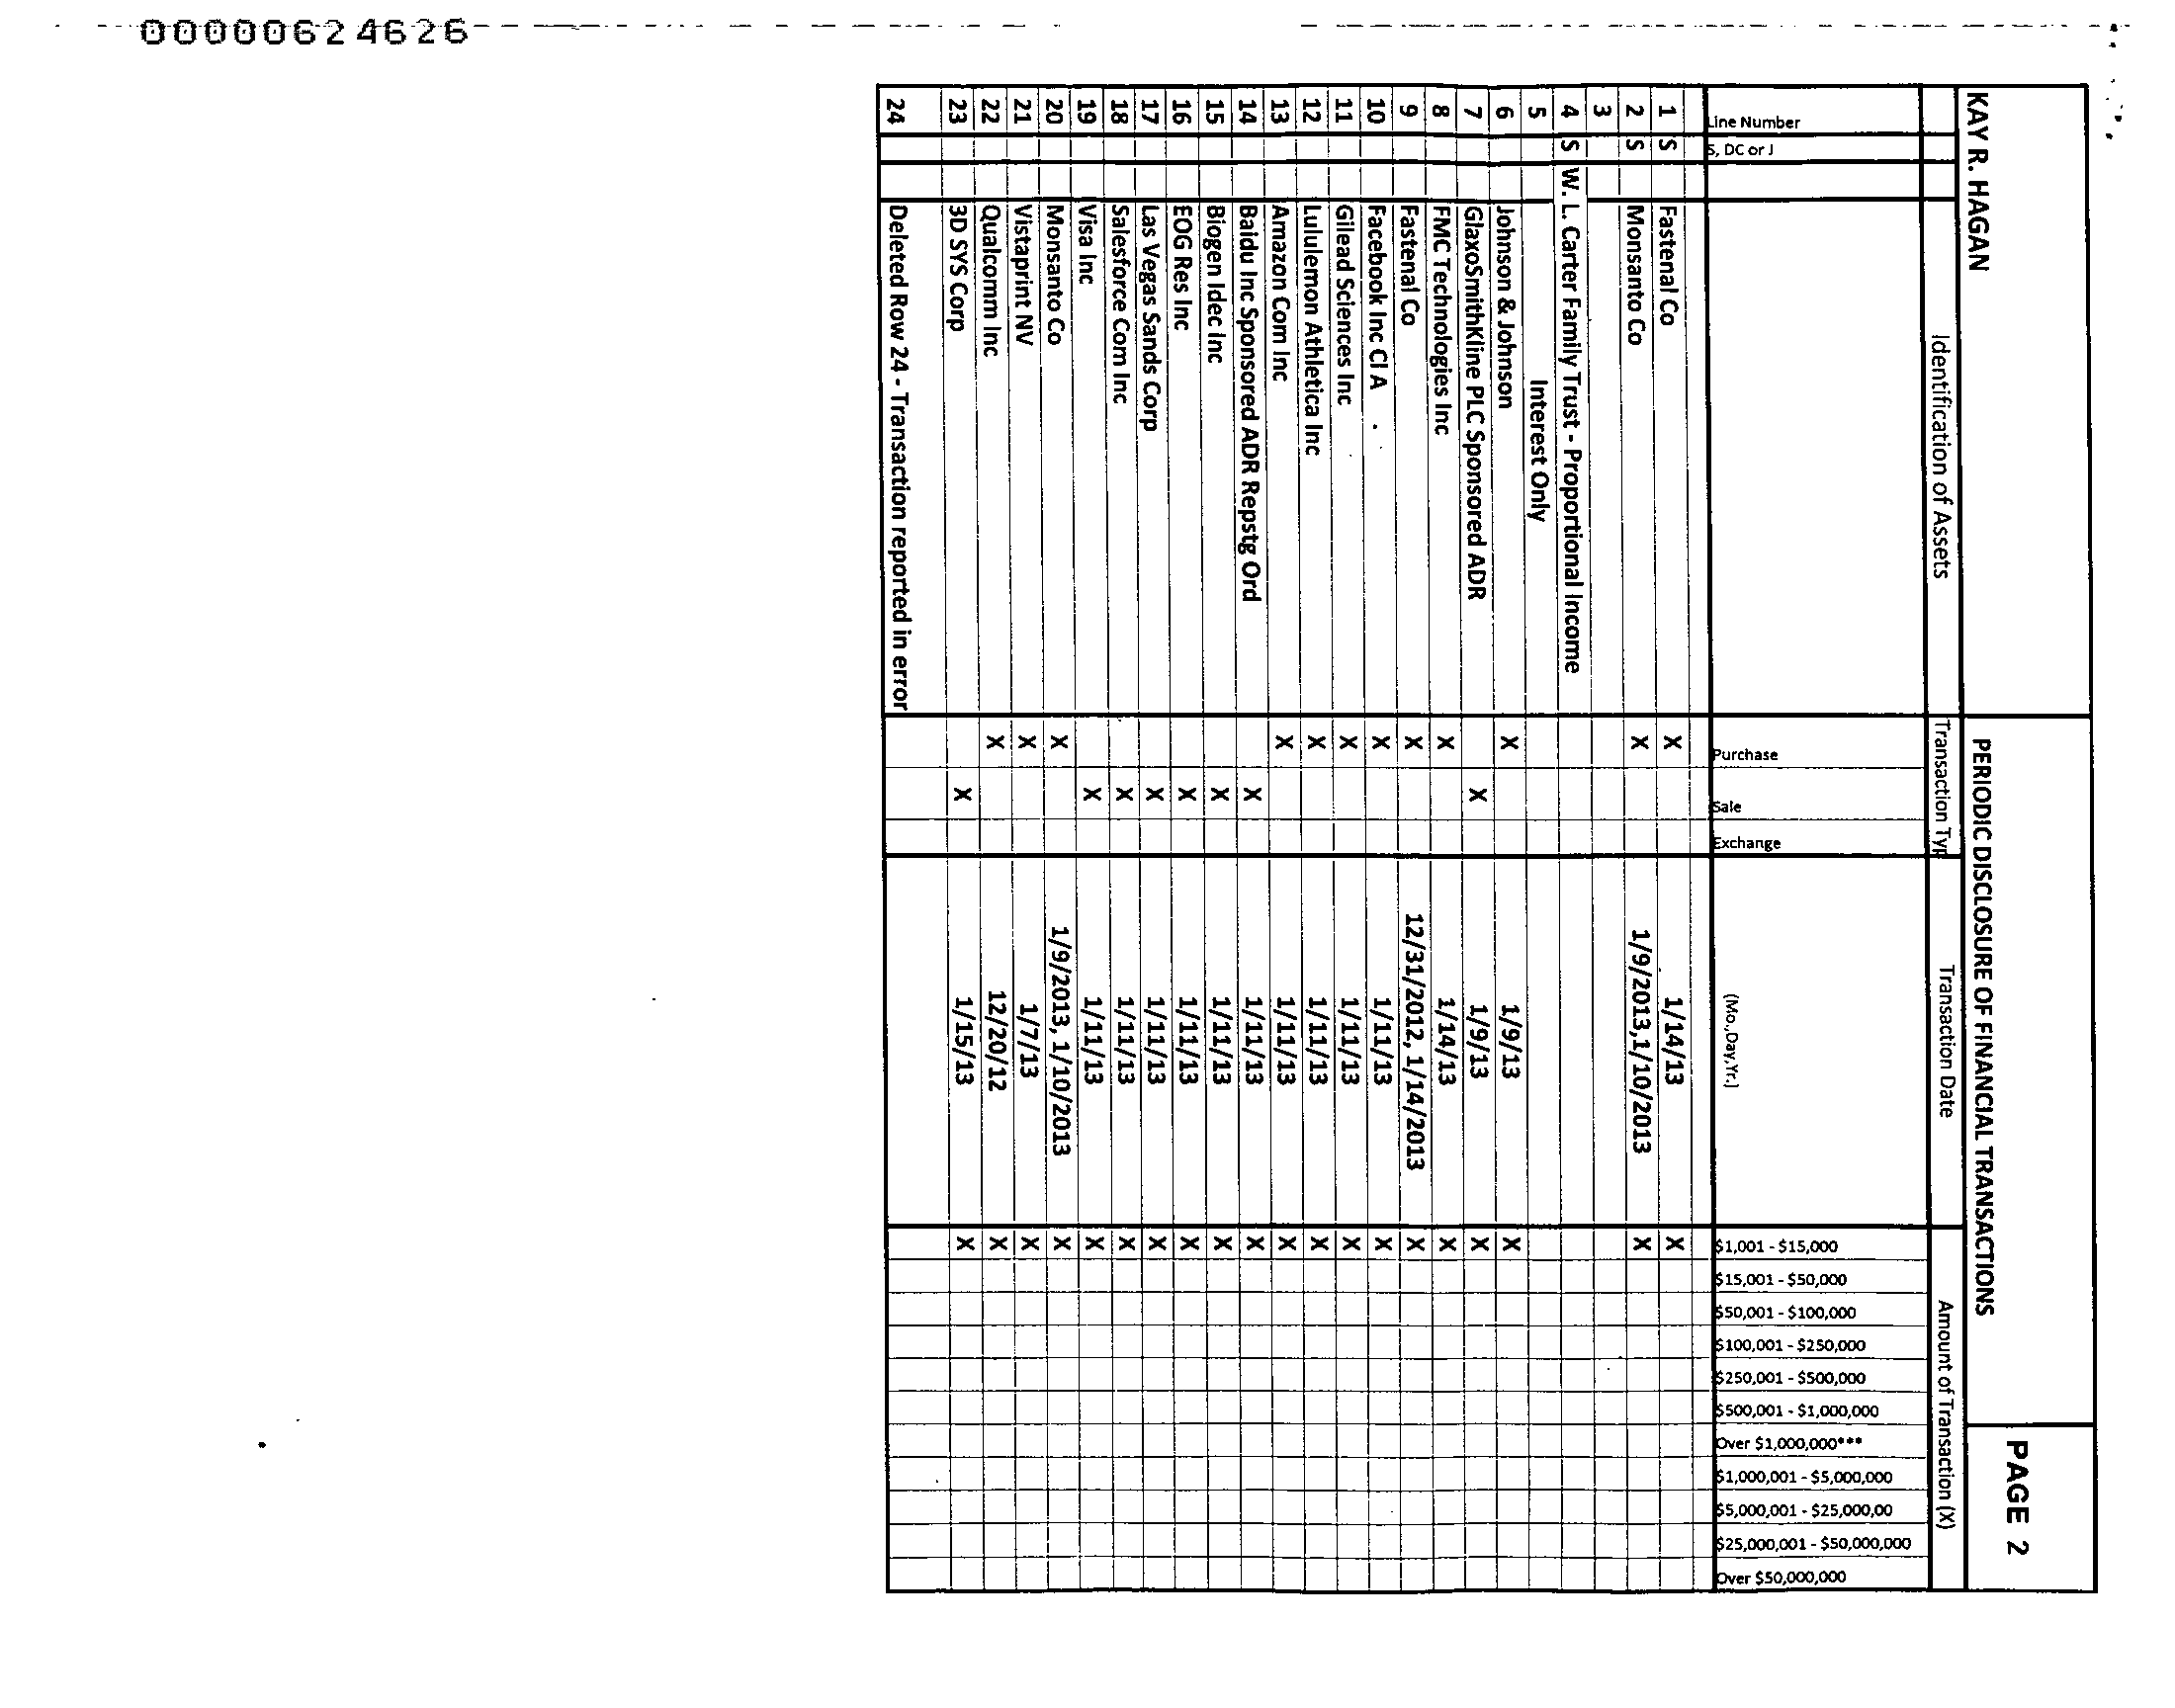 00000624626
KAY R. HAGAN PERIODIC DISCLOSURE OF FINANCIAL TRANSACTIONS PAGE 2
Identification of Assets Transaction Typ Transaction Date Amount of Transaction (X)
Line Number S, DC or J Purchase Sale Exchange (Mo.,Day,Yr.) $1,001 - $15,000 $15,001 - $50,000 $50,001 - $100,000 $100,001 - $250,000 $250,001 - $500,000 $500,001 - $1,000,000 Over $1,000,000*** $1,000,001 - $5,000,000 $5,000,001 - $25,000,00 $25,000,001 - $50,000,000 Over $50,000,000
1 S Fastenal Co X 1/14/13 X
2 S Monsanto Co X 1/9/2013,1/10/2013 X
3
4 S W. L. Carter Family Trust - Proportional Income
5 Interest Only
6 Johnson & Johnson X 1/9/13 X
7 GlaxoSmithKline PLC Sponsored ADR X 1/9/13 X
8 FMC Technologies Inc X 1/14/13 X
9 Fastenal Co X 12/31/2012, 1/14/2013 X
10 Facebook Inc Cl A X 1/11/13 X
11 Gilead Sciences Inc X 1/11/13 X
12 Lululemon Athletica Inc X 1/11/13 X
13 Amazon Com Inc X 1/11/13 X
14 Baidu Inc Sponsored ADR Repstg Ord X 1/11/13 X
15 Biogen Idec Inc X 1/11/13 X
16 EOG Res Inc X 1/11/13 X
17 Las Vegas Sands Corp X 1/11/13 X
18 Salesforce Com Inc X 1/11/13 X
19 Visa Inc X 1/11/13 X
20 Monsanto Co X 1/9/2013, 1/10/2013 X
21 Vistaprint NV X 1/7/13 X
22 Qualcomm Inc X 12/20/12 X
23 3D SYS Corp X 1/15/13 X
24 Deleted Row 24 - Transaction reported in error